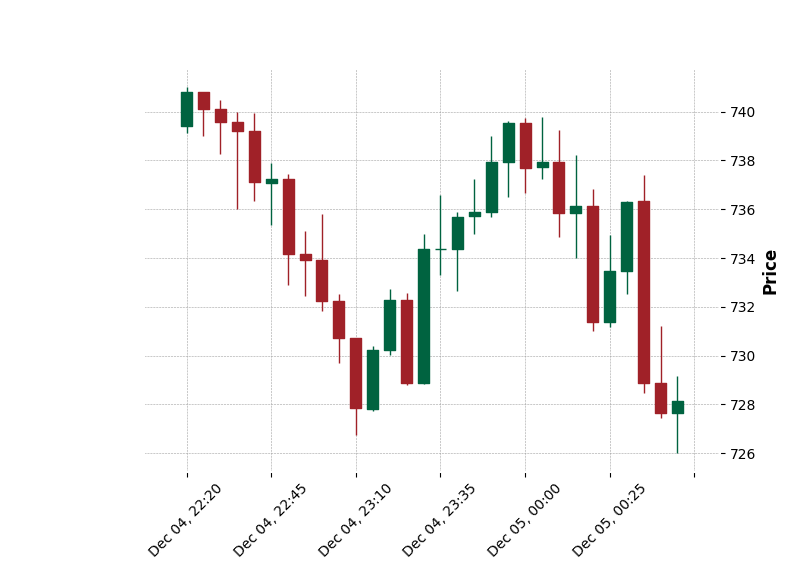 740
738
736
734
732
730
728
726
Price
Dec 04, 22:20
Dec 04, 22:45
Dec 04, 23:10
Dec 04, 23:35
Dec 05, 00:00
Dec 05, 00:25